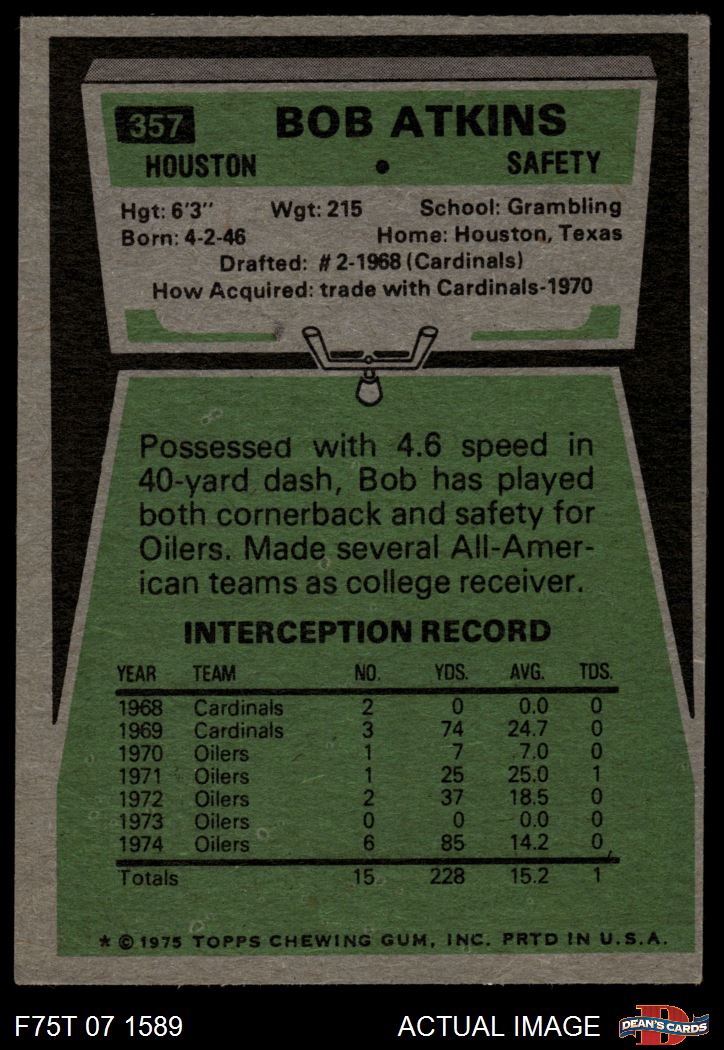 357 BOB ATKINS
HOUSTON • SAFETY
Hgt: 6'3" Wgt: 215 School: Grambling
Born: 4-2-46 Home: Houston, Texas
Drafted: #2-1968 (Cardinals)
How Acquired: trade with Cardinals-1970
Possessed with 4.6 speed in
40-yard dash, Bob has played
both cornerback and safety for
Oilers. Made several All-Amer-
ican teams as college receiver.
INTERCEPTION RECORD
YEAR TEAM NO. YDS. AVG. TDS.
1968 Cardinals 2 0 0.0 0
1969 Cardinals 3 74 24.7 0
1970 Oilers 1 7 7.0 0
1971 Oilers 1 25 25.0 1
1972 Oilers 2 37 18.5 0
1973 Oilers 0 0 0.0 0
1974 Oilers 6 85 14.2 0
Totals 15 228 15.2 1
* © 1975 TOPPS CHEWING GUM, INC. PRTD IN U.S.A.
F75T 07 1589 ACTUAL IMAGE D DEAN'S CARDS